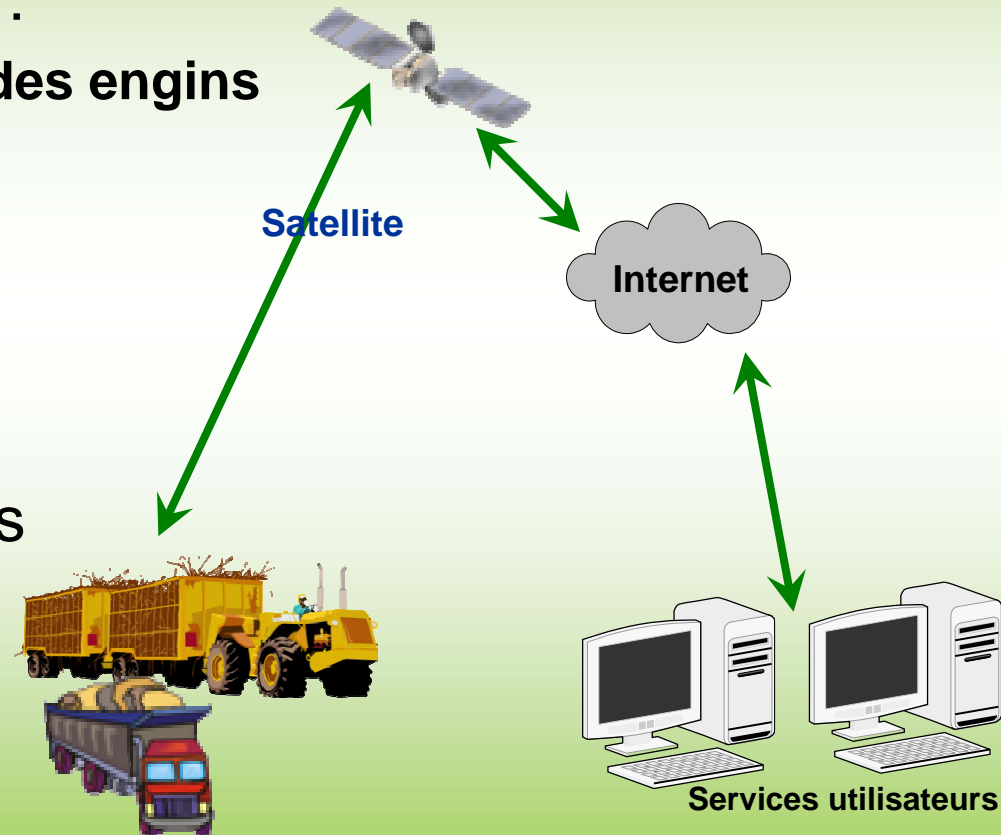 .
des engins
Satellite
Internet
s
Services utilisateurs